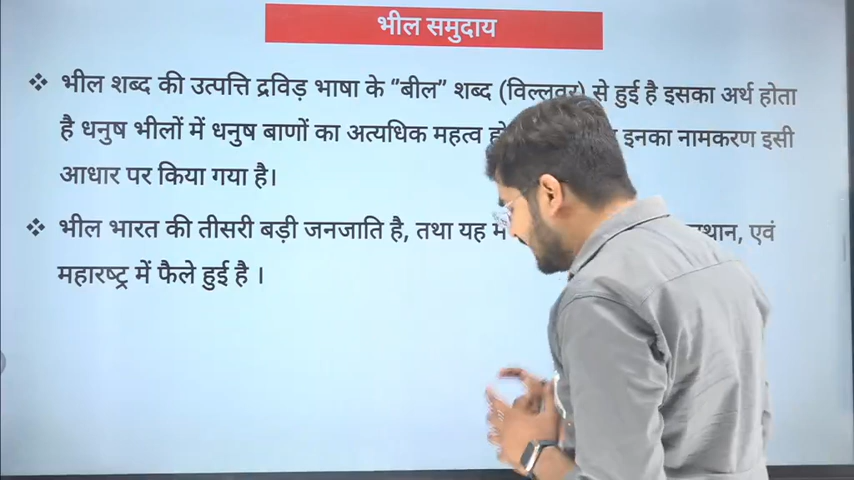 भील समुदाय
❖ भील शब्द की उत्पत्ति द्रविड़ भाषा के "बील" शब्द (विल्लवर) से हुई है इसका अर्थ होता
है धनुष भीलों में धनुष बाणों का अत्यधिक महत्व इनका नामकरण इसी
आधार पर किया गया है।
❖ भील भारत की तीसरी बड़ी जनजाति है, तथा यह एवं
महाराष्ट्र में फैले हुई है ।